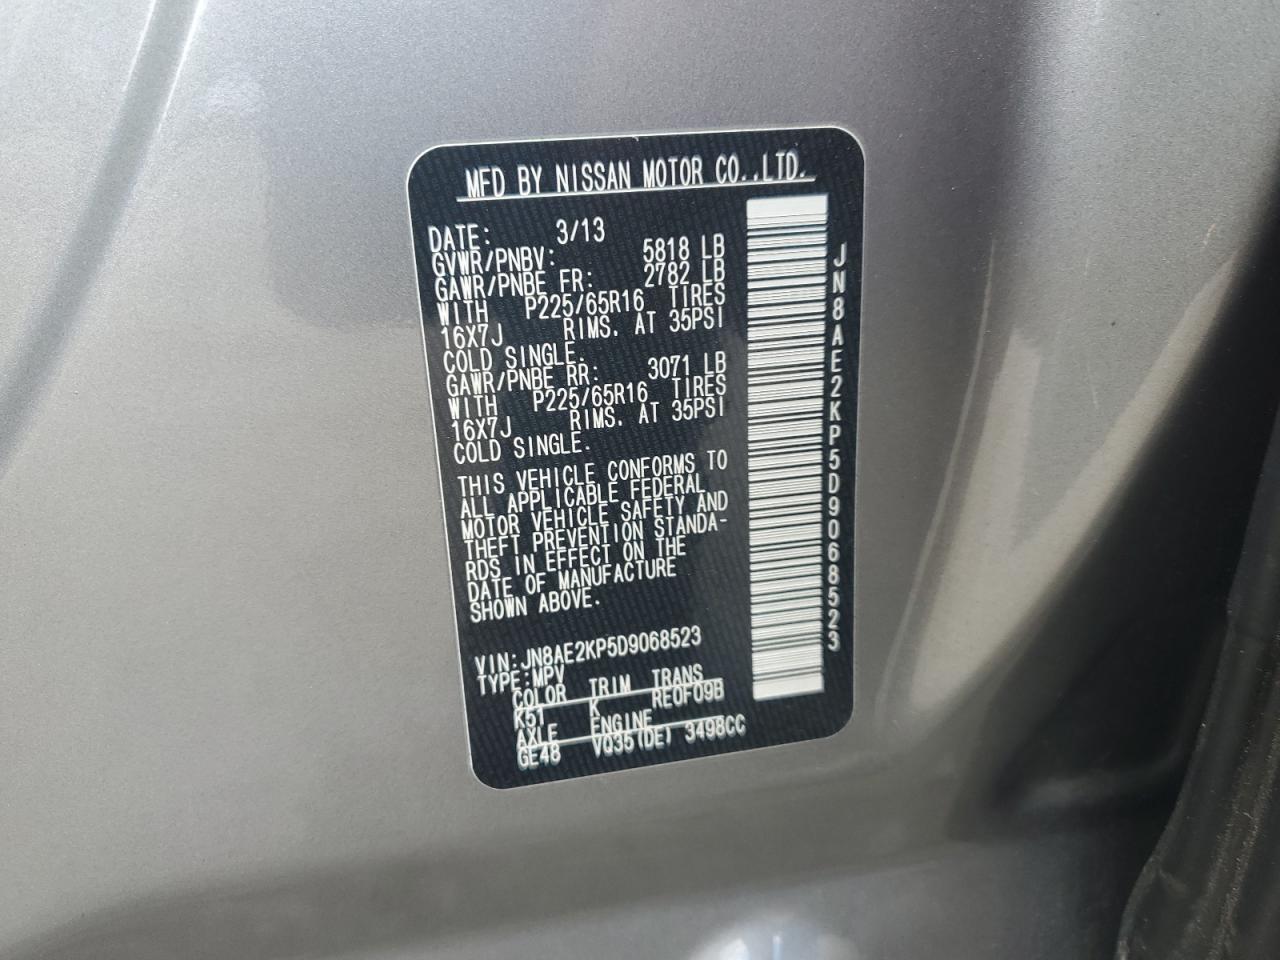 MFD BY NISSAN MOTOR CO.,LTD.
DATE: 3/13
GVWR/PNBV: 5818 LB
GAWR/PNBE FR: 2782 LB
WITH P225/65R16 TIRES
16X7J RIMS. AT 35PSI
COLD SINGLE.
GAWR/PNBE RR: 3071 LB
WITH P225/65R16 TIRES
16X7J RIMS. AT 35PSI
COLD SINGLE.
THIS VEHICLE CONFORMS TO
ALL APPLICABLE FEDERAL
MOTOR VEHICLE SAFETY AND
THEFT PREVENTION STANDA-
RDS IN EFFECT ON THE
DATE OF MANUFACTURE
SHOWN ABOVE.
VIN:JN8AE2KP5D9068523
TYPE:MPV
COLOR TRIM TRANS
K51 K RE0F09B
AXLE ENGINE
GE48 VQ35(DE) 3498CC
JN8AE2KP5D9068523